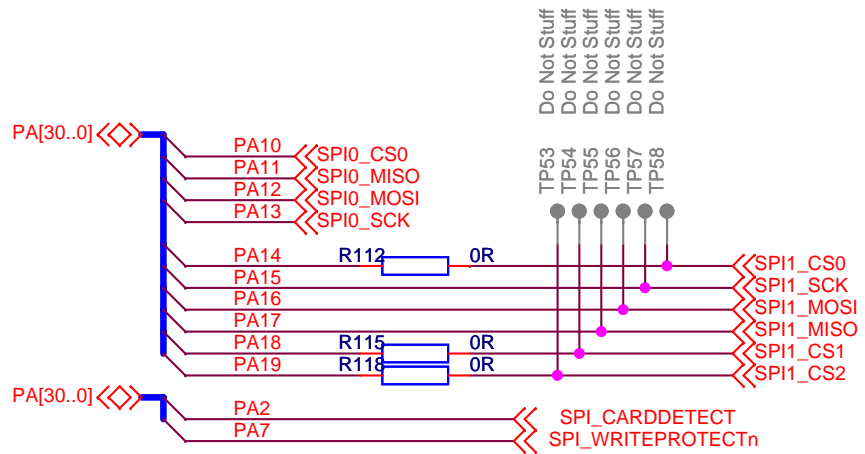 Do Not Stuff
Do Not Stuff
Do Not Stuff
Do Not Stuff
Do Not Stuff
Do Not Stuff
TP53
TP54
TP55
TP56
TP57
TP58
PA[30..0]
PA10 SPI0_CS0
PA11 SPI0_MISO
PA12 SPI0_MOSI
PA13 SPI0_SCK
PA14 R112 0R SPI1_CS0
PA15 SPI1_SCK
PA16 SPI1_MOSI
PA17 SPI1_MISO
PA18 R115 0R SPI1_CS1
PA19 R118 0R SPI1_CS2
PA[30..0]
PA2 SPI_CARDDETECT
PA7 SPI_WRITEPROTECTn